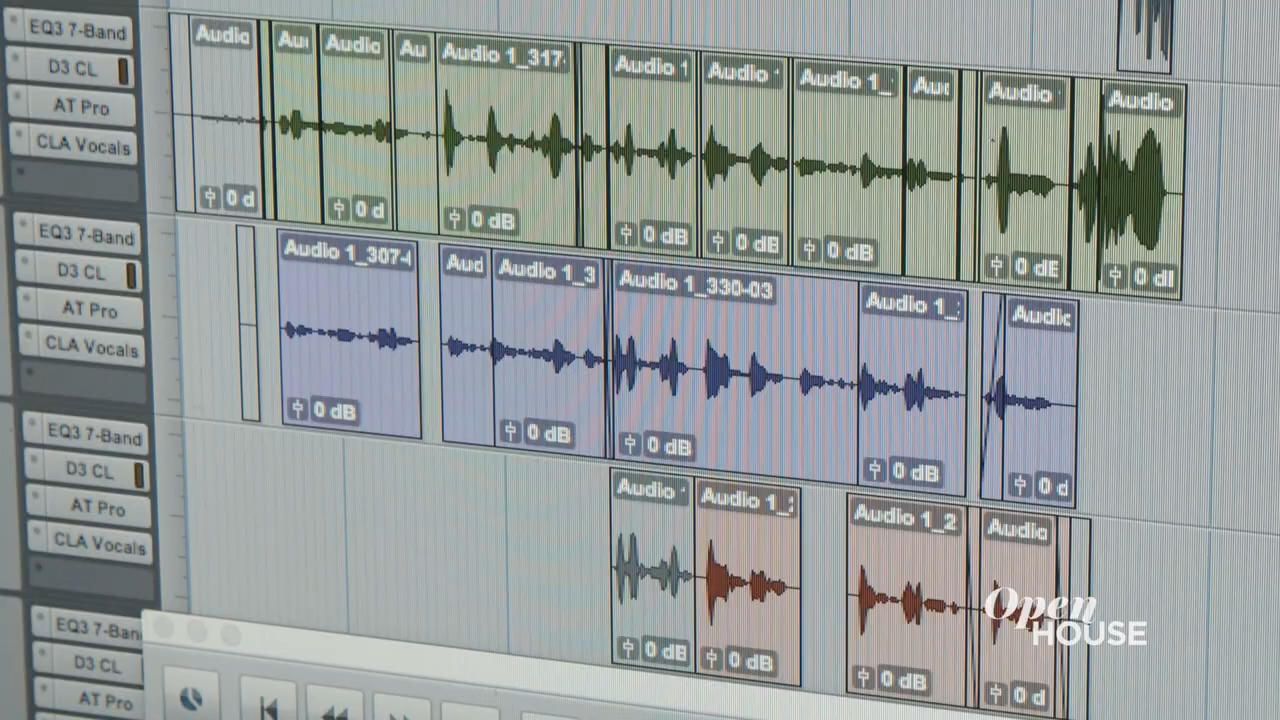 EQ3 7-Band
D3 CL
AT Pro
CLA Vocals
Audio
Au
Audio
Au
Audio 1_317-
Audio 1
Audio
Audio 1_
Au
Audio
Audio
0 d
0 d
0 dB
0 dB
0 dB
0 dB
0 dE
0 dI
EQ3 7-Band
D3 CL
AT Pro
CLA Vocals
Audio 1_307-
Aud
Audio 1_3
Audio 1_330-03
Audio 1_
Audio
0 dB
0 dB
0 dB
0 dB
0 d
EQ3 7-Band
D3 CL
AT Pro
CLA Vocals
Audio
Audio 1_
Audio 1_2
Audio
0 dB
0 dB
0 dB
0 d
EQ3 7-Ban
D3 CL
AT Pro
Open
HOUSE